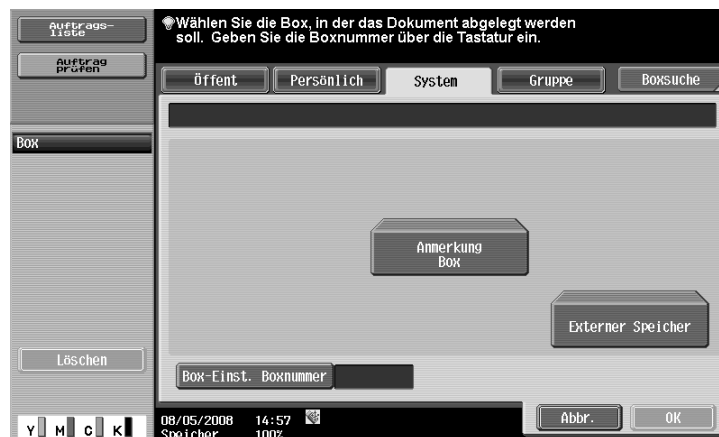 Auftrags-
liste
Auftrag
prüfen
Wählen Sie die Box, in der das Dokument abgelegt werden
soll. Geben Sie die Boxnummer über die Tastatur ein.
Öffent
Persönlich
System
Gruppe
Boxsuche
Box
Anmerkung
Box
Externer Speicher
Löschen
Box-Einst. Boxnummer
Abbr.
OK
Y M C K
08/05/2008 14:57
Speicher 100%